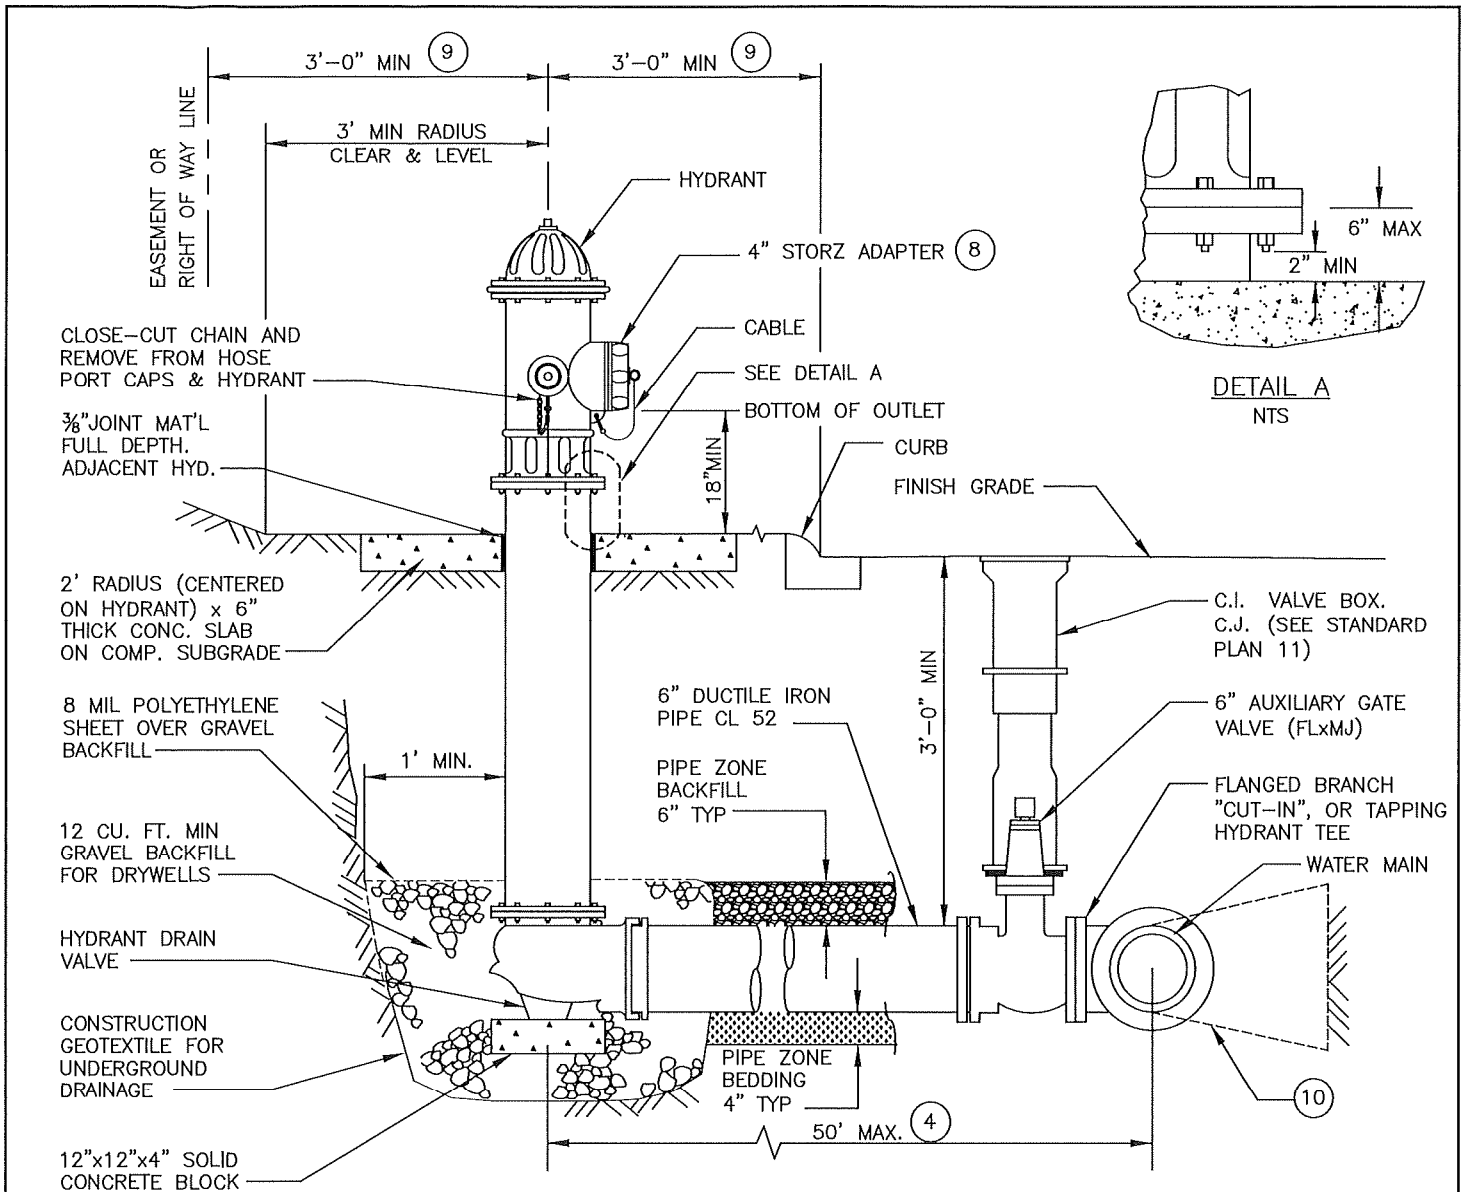 3'-0" MIN 9
3'-0" MIN 9
EASEMENT OR
RIGHT OF WAY LINE
3' MIN RADIUS
CLEAR & LEVEL
HYDRANT
4" STORZ ADAPTER 8
CABLE
SEE DETAIL A
BOTTOM OF OUTLET
18"MIN
CURB
FINISH GRADE
6" MAX
2" MIN
DETAIL A
NTS
CLOSE-CUT CHAIN AND
REMOVE FROM HOSE
PORT CAPS & HYDRANT
⅜"JOINT MAT'L
FULL DEPTH.
ADJACENT HYD.
2' RADIUS (CENTERED
ON HYDRANT) x 6"
THICK CONC. SLAB
ON COMP. SUBGRADE
8 MIL POLYETHYLENE
SHEET OVER GRAVEL
BACKFILL
1' MIN.
12 CU. FT. MIN
GRAVEL BACKFILL
FOR DRYWELLS
HYDRANT DRAIN
VALVE
CONSTRUCTION
GEOTEXTILE FOR
UNDERGROUND
DRAINAGE
12"x12"x4" SOLID
CONCRETE BLOCK
6" DUCTILE IRON
PIPE CL 52
PIPE ZONE
BACKFILL
6" TYP
3'-0" MIN
C.I. VALVE BOX.
C.J. (SEE STANDARD
PLAN 11)
6" AUXILIARY GATE
VALVE (FLxMJ)
FLANGED BRANCH
"CUT-IN", OR TAPPING
HYDRANT TEE
WATER MAIN
PIPE ZONE
BEDDING
4" TYP
10
50' MAX. 4